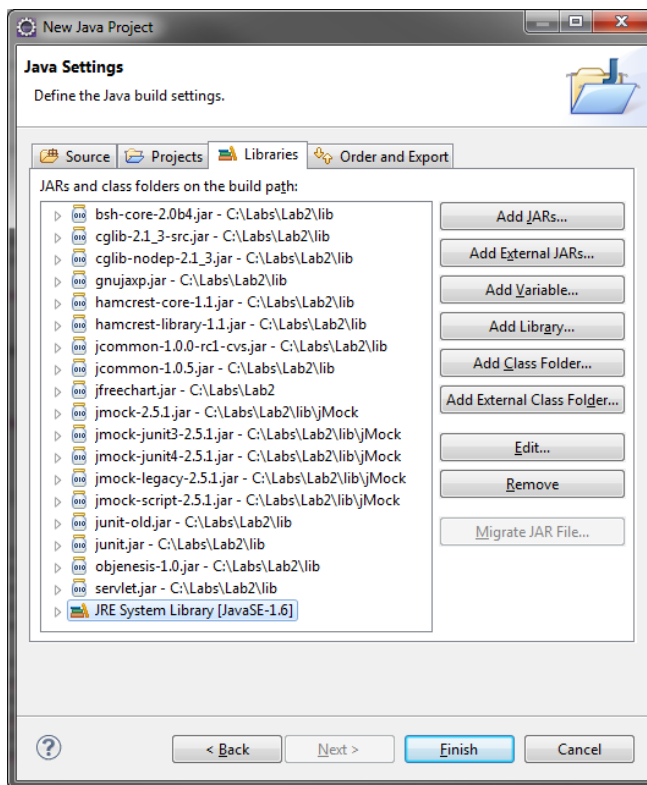 New Java Project
Java Settings
Define the Java build settings.
Source Projects Libraries Order and Export
JARs and class folders on the build path:
bsh-core-2.0b4.jar - C:\Labs\Lab2\lib
cglib-2.1_3-src.jar - C:\Labs\Lab2\lib
cglib-nodep-2.1_3.jar - C:\Labs\Lab2\lib
gnujaxp.jar - C:\Labs\Lab2\lib
hamcrest-core-1.1.jar - C:\Labs\Lab2\lib
hamcrest-library-1.1.jar - C:\Labs\Lab2\lib
jcommon-1.0.0-rc1-cvs.jar - C:\Labs\Lab2\lib
jcommon-1.0.5.jar - C:\Labs\Lab2\lib
jfreechart.jar - C:\Labs\Lab2
jmock-2.5.1.jar - C:\Labs\Lab2\lib\jMock
jmock-junit3-2.5.1.jar - C:\Labs\Lab2\lib\jMock
jmock-junit4-2.5.1.jar - C:\Labs\Lab2\lib\jMock
jmock-legacy-2.5.1.jar - C:\Labs\Lab2\lib\jMock
jmock-script-2.5.1.jar - C:\Labs\Lab2\lib\jMock
junit-old.jar - C:\Labs\Lab2\lib
junit.jar - C:\Labs\Lab2\lib
objenesis-1.0.jar - C:\Labs\Lab2\lib
servlet.jar - C:\Labs\Lab2\lib
JRE System Library [JavaSE-1.6]
Add JARs...
Add External JARs...
Add Variable...
Add Library...
Add Class Folder...
Add External Class Folder...
Edit...
Remove
Migrate JAR File...
? < Back Next > Finish Cancel